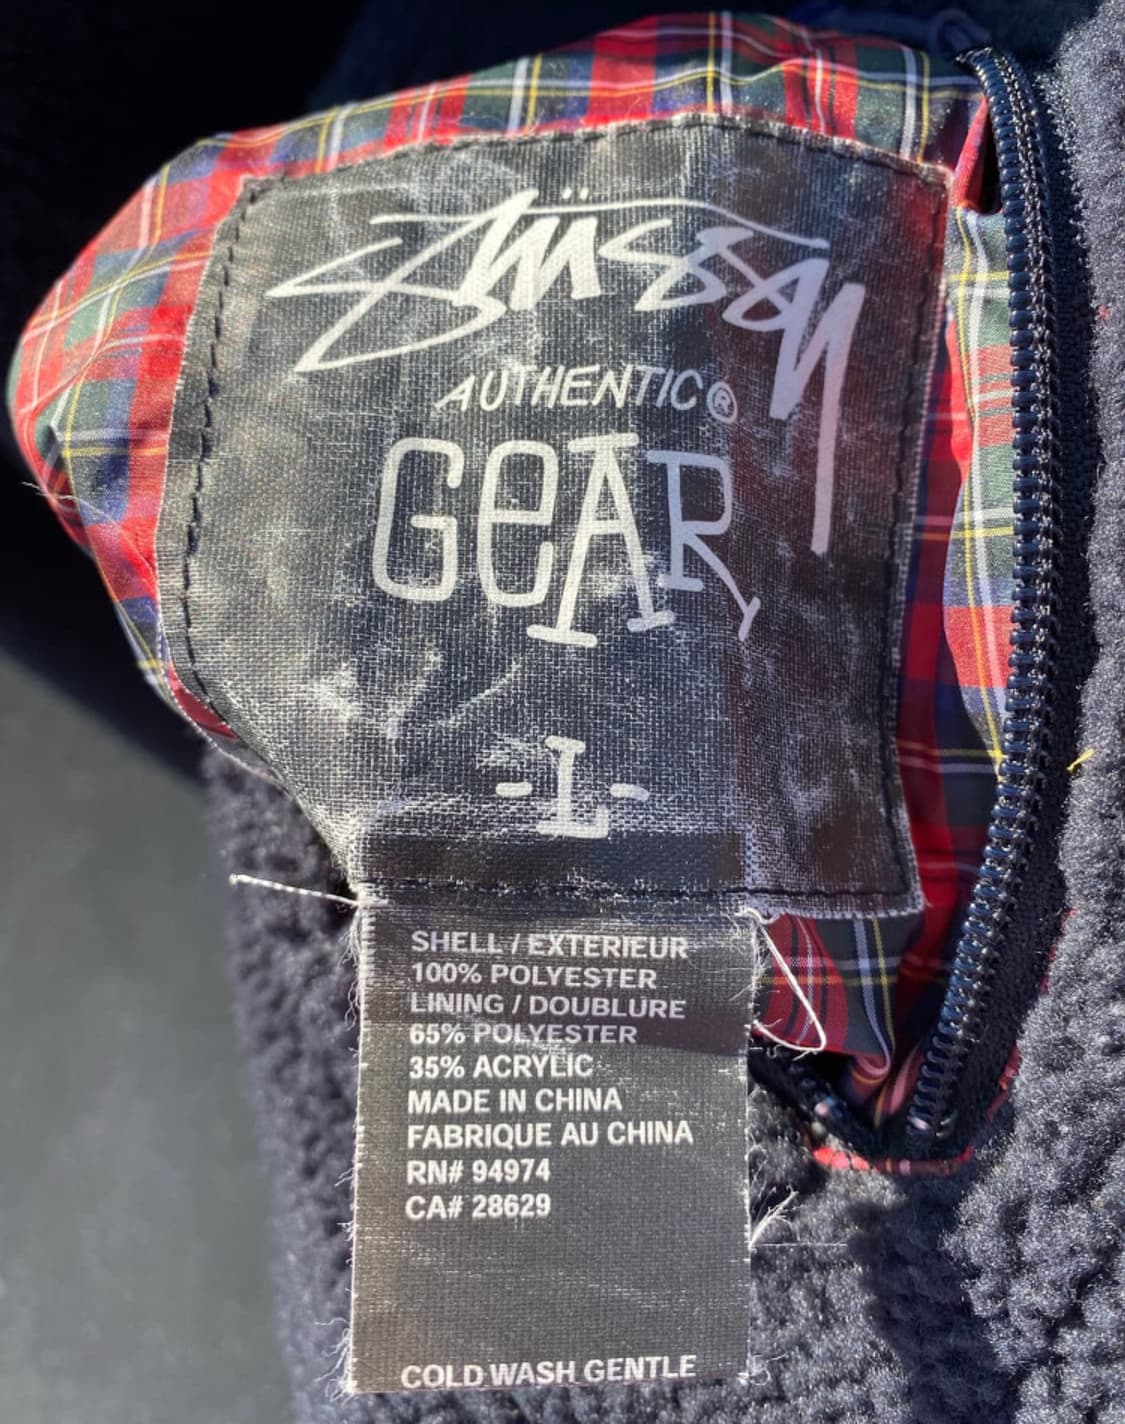 Stüssy
AUTHENTIC®
GEAR
-L-
SHELL / EXTERIEUR
100% POLYESTER
LINING / DOUBLURE
65% POLYESTER
35% ACRYLIC
MADE IN CHINA
FABRIQUE AU CHINA
RN# 94974
CA# 28629
COLD WASH GENTLE